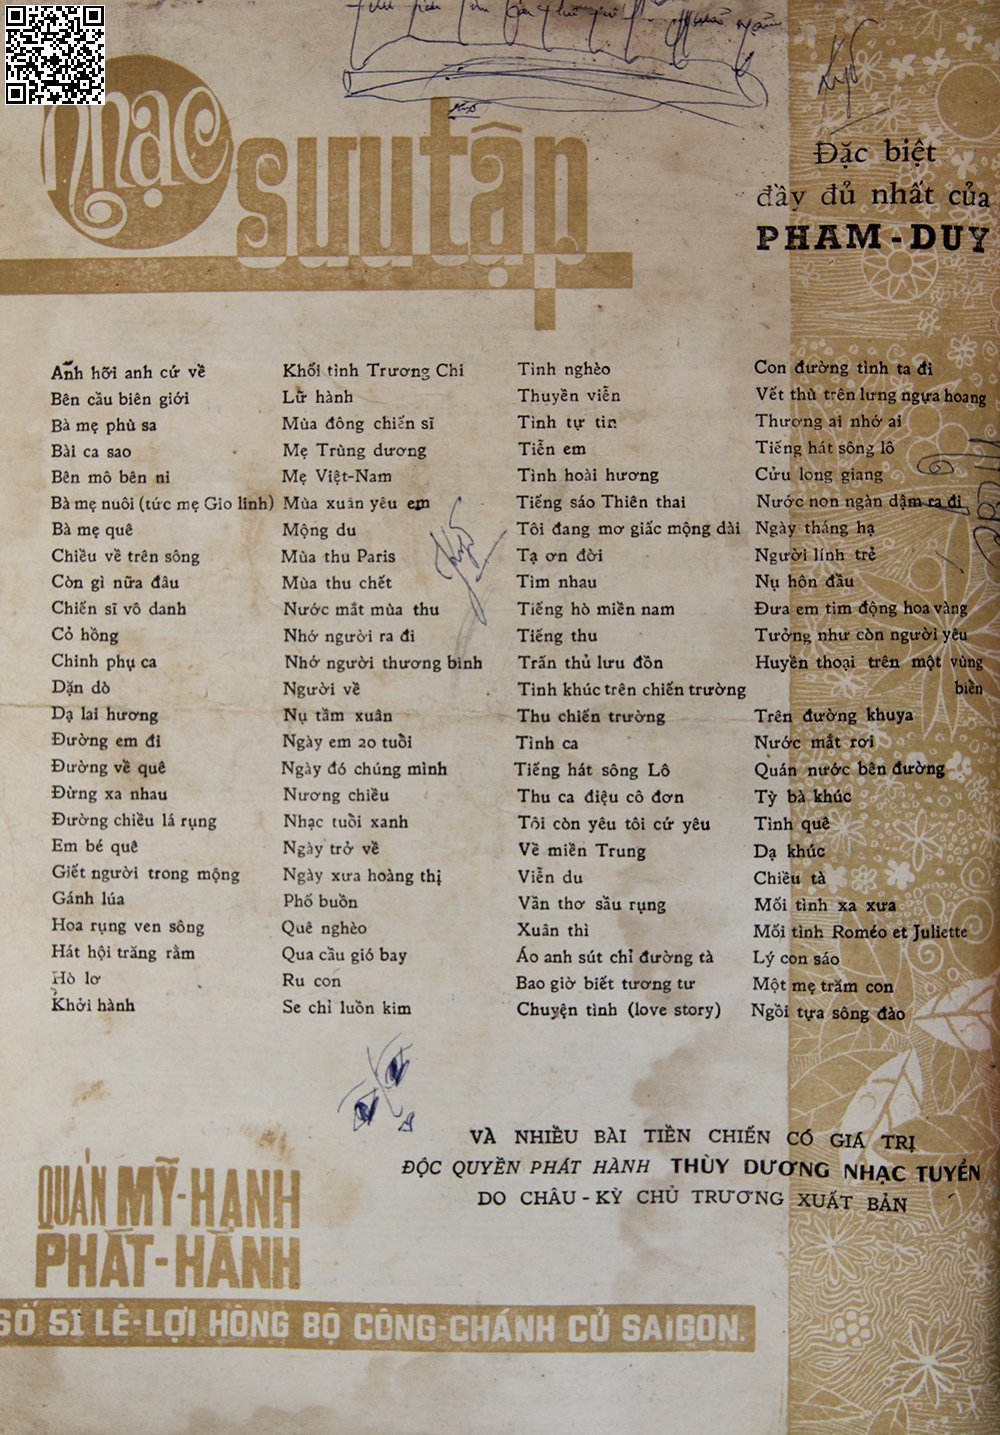 nhạc
sưu tập
Đặc biệt
đầy đủ nhất của
PHAM - DUY
Anh hỡi anh cứ về
Bên cầu biên giới
Bà mẹ phù sa
Bài ca sao
Bên mô bên ni
Bà mẹ nuôi (tức mẹ Gio linh)
Bà mẹ quê
Chiều về trên sông
Còn gì nữa đâu
Chiến sĩ vô danh
Cỏ hồng
Chinh phụ ca
Dặn dò
Dạ lai hương
Đường em đi
Đường về quê
Đừng xa nhau
Đường chiều lá rụng
Em bé quê
Giết người trong mộng
Gánh lúa
Hoa rụng ven sông
Hát hội trăng rằm
Hò lơ
Khởi hành
Khối tình Trương Chi
Lữ hành
Mùa đông chiến sĩ
Mẹ Trùng dương
Mẹ Việt-Nam
Mùa xuân yêu em
Mộng du
Mùa thu Paris
Mùa thu chết
Nước mắt mùa thu
Nhớ người ra đi
Nhớ người thương binh
Người về
Nụ tầm xuân
Ngày em 20 tuổi
Ngày đó chúng mình
Nương chiều
Nhạc tuổi xanh
Ngày trở về
Ngày xưa hoàng thị
Phố buồn
Quê nghèo
Qua cầu gió bay
Ru con
Se chỉ luồn kim
Tình nghèo
Thuyền viễn
Tình tự tin
Tiễn em
Tình hoài hương
Tiếng sáo Thiên thai
Tôi đang mơ giấc mộng dài
Tạ ơn đời
Tìm nhau
Tiếng hò miền nam
Tiếng thu
Trấn thủ lưu đồn
Tình khúc trên chiến trường
Thu chiến trường
Tình ca
Tiếng hát sông Lô
Thu ca điệu cô đơn
Tôi còn yêu tôi cứ yêu
Về miền Trung
Viễn du
Vần thơ sầu rụng
Xuân thì
Áo anh sút chỉ đường tà
Bao giờ biết tương tư
Chuyện tình (love story)
Con đường tình ta đi
Vết thù trên lưng ngựa hoang
Thương ai nhớ ai
Tiếng hát sông lô
Cửu long giang
Nước non ngàn dậm ra đi
Ngày tháng hạ
Người lính trẻ
Nụ hôn đầu
Đưa em tìm động hoa vàng
Tưởng như còn người yêu
Huyền thoại trên một vùng
biển
Trên đường khuya
Nước mắt rơi
Quán nước bên đường
Tỳ bà khúc
Tình quê
Dạ khúc
Chiều tà
Mối tình xa xưa
Mối tình Roméo et Juliette
Lý con sáo
Một mẹ trăm con
Ngồi tựa sông đào
VÀ NHIỀU BÀI TIỀN CHIẾN CÓ GIÁ TRỊ
ĐỘC QUYỀN PHÁT HÀNH THÙY DƯƠNG NHẠC TUYỂN
DO CHÂU - KỲ CHỦ TRƯƠNG XUẤT BẢN
QUÁN MỸ-HẠNH
PHÁT-HÀNH
SỐ 51 LÊ-LỢI HÔNG BỘ CÔNG-CHÁNH CỦ SAIGON.